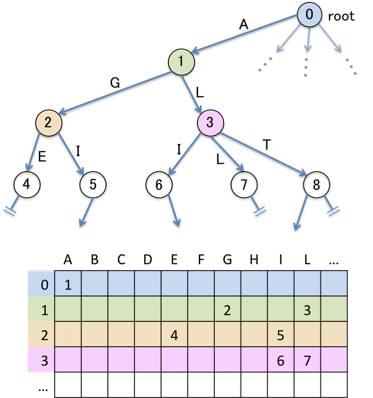 A
0 root
1
G
L
2
3
E
I
I
L
T
4
5
6
7
8
A B C D E F G H I L ...
0 1
1 2 3
2 4 5
3 6 7
...